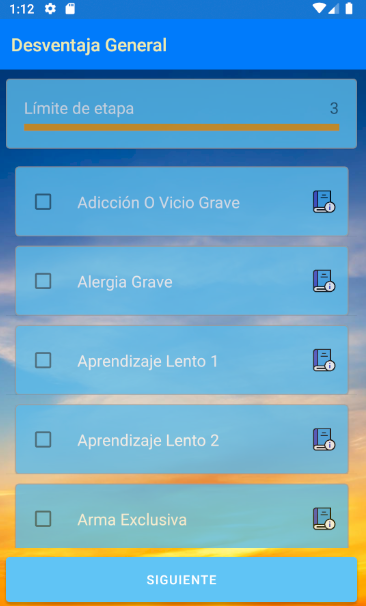 1:12
Desventaja General
Límite de etapa 3
Adicción O Vicio Grave
Alergia Grave
Aprendizaje Lento 1
Aprendizaje Lento 2
Arma Exclusiva
SIGUIENTE